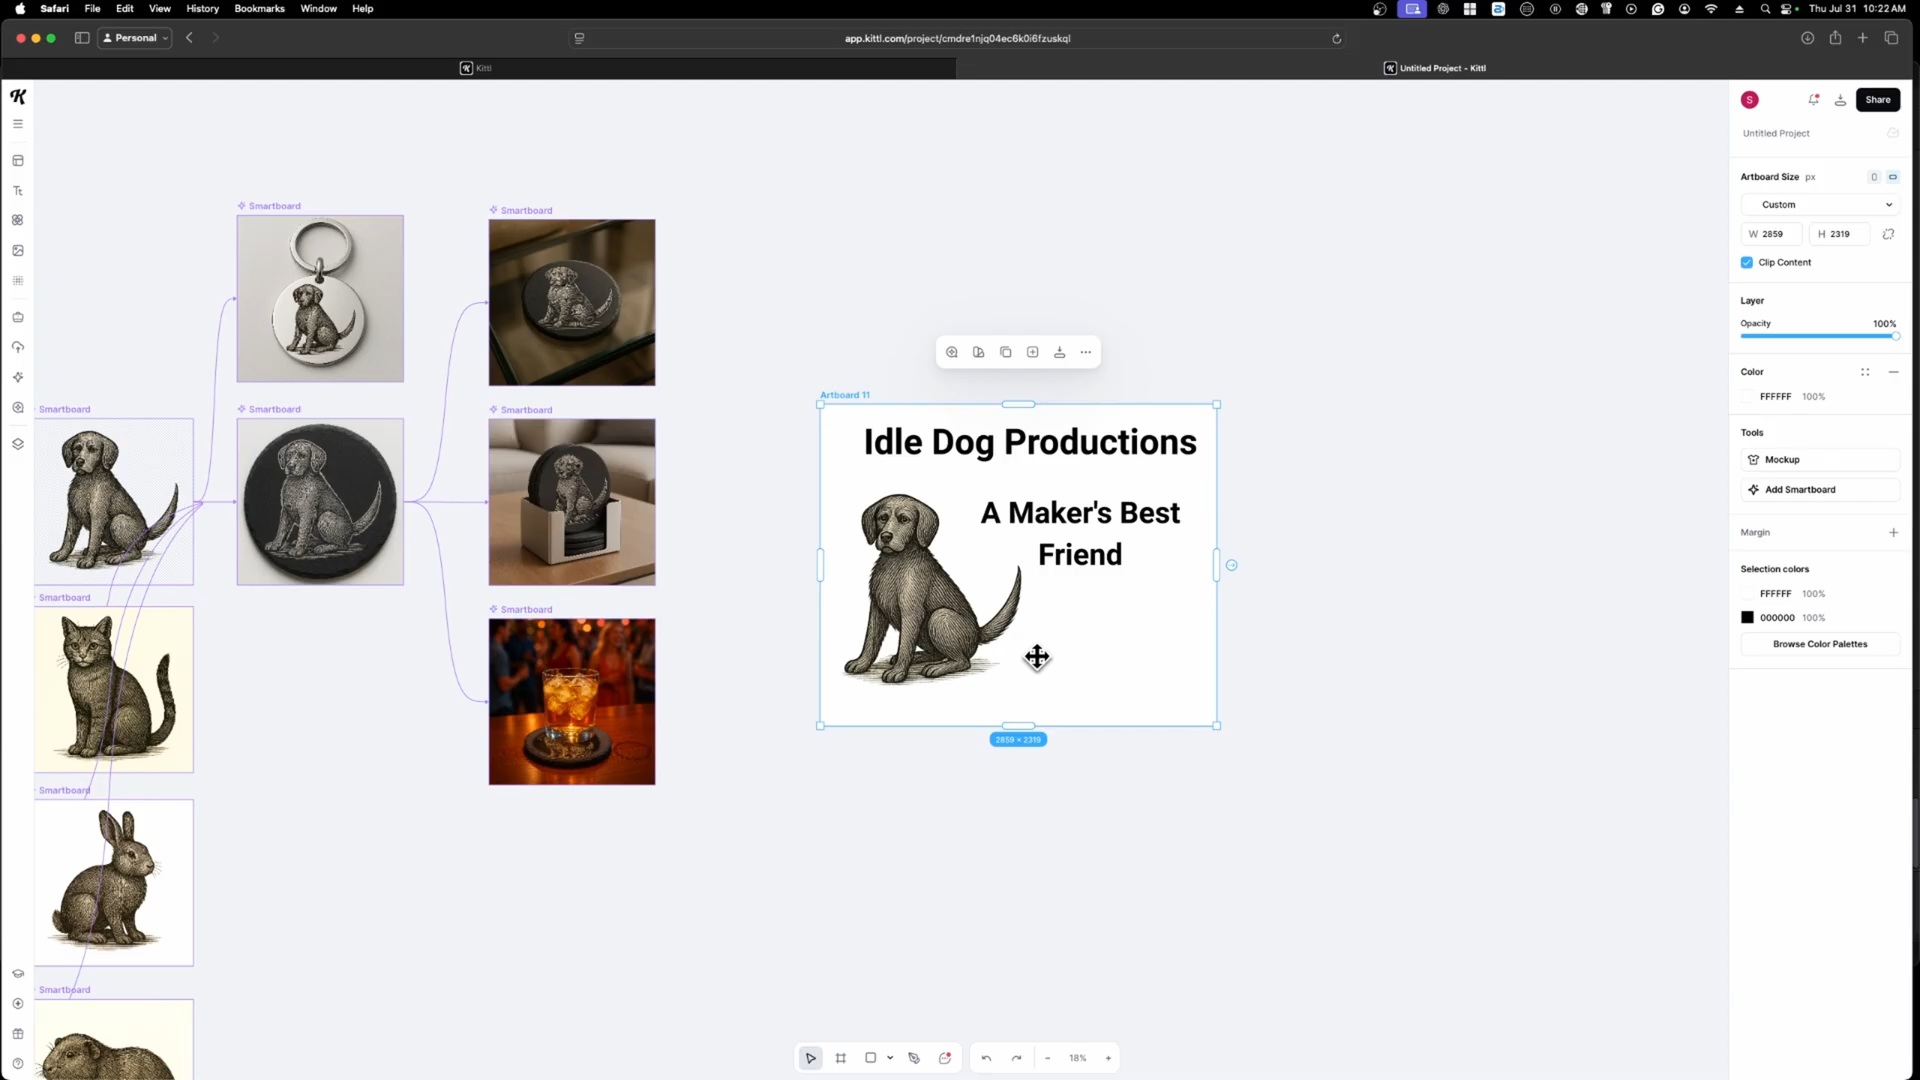 Safari File Edit View History Bookmarks Window Help
Thu Jul 31 10:22 AM
Personal
app.kittl.com/project/cmdre1njq04ec6k0i6fzuskql
Kittl
Untitled Project - Kittl
S
Share
Untitled Project
Artboard Size px
Custom
W 2859 H 2319
Clip Content
Layer
Opacity 100%
Color
FFFFFF 100%
Tools
Mockup
Add Smartboard
Margin
Selection colors
FFFFFF 100%
000000 100%
Browse Color Palettes
Tt
Smartboard
Smartboard
Smartboard
Smartboard
Smartboard
Smartboard
Smartboard
Smartboard
Smartboard
Artboard 11
Idle Dog Productions
A Maker's Best
Friend
2859 × 2319
18%